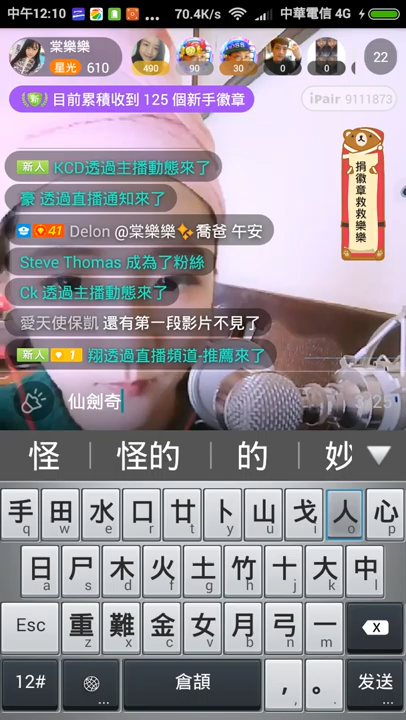 中午12:10 70.4K/s 中華電信 4G
棠樂樂
星光 610
490 90 30 0 0 22
新 目前累積收到 125 個新手徽章
iPair 9111873
捐徽章救救樂樂
新人 KCD透過主播動態來了
豪 透過直播通知來了
41 Delon @棠樂樂✨喬爸 午安
Steve Thomas 成為了粉絲
Ck 透過主播動態來了
愛天使保凱 還有第一段影片不見了
新人 1 翔透過直播頻道-推薦來了
仙劍奇 3/25
怪 怪的 的 妙
手 田 水 口 廿 卜 山 戈 人 心
q w e r t y u i o p
日 尸 木 火 土 竹 十 大 中
a s d f g h j k l
Esc 重 難 金 女 月 弓 一
z x c v b n m
12# 倉頡 , 。 发送